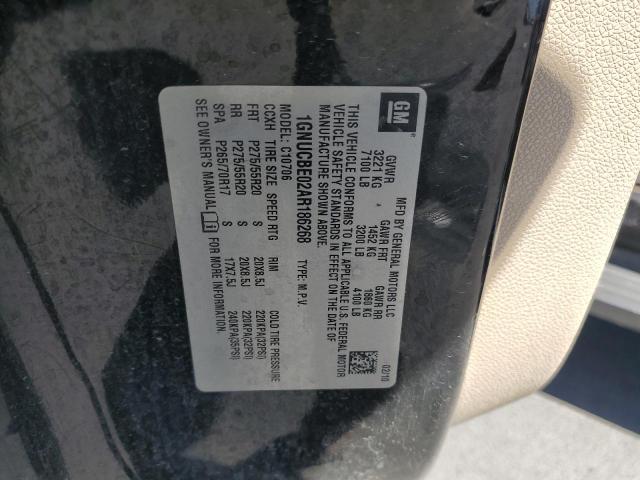 GM
MFD BY GENERAL MOTORS LLC
02/10
GVWR GAWR FRT GAWR RR
3221 KG 1452 KG 1860 KG
7100 LB 3200 LB 4100 LB
THIS VEHICLE CONFORMS TO ALL APPLICABLE U.S. FEDERAL MOTOR
VEHICLE SAFETY STANDARDS IN EFFECT ON THE DATE OF
MANUFACTURE SHOWN ABOVE.
1GNUCBE02AR186268 TYPE: M.P.V.
MODEL: C10706
CCXH TIRE SIZE SPEED RTG RIM COLD TIRE PRESSURE
FRT P275/55R20 S 20X8.5J 220KPA(32PSI)
RR P275/55R20 S 20X8.5J 220KPA(32PSI)
SPA P265/70R17 S 17X7.5J 240KPA(35PSI)
SEE OWNER'S MANUAL i FOR MORE INFORMATION.